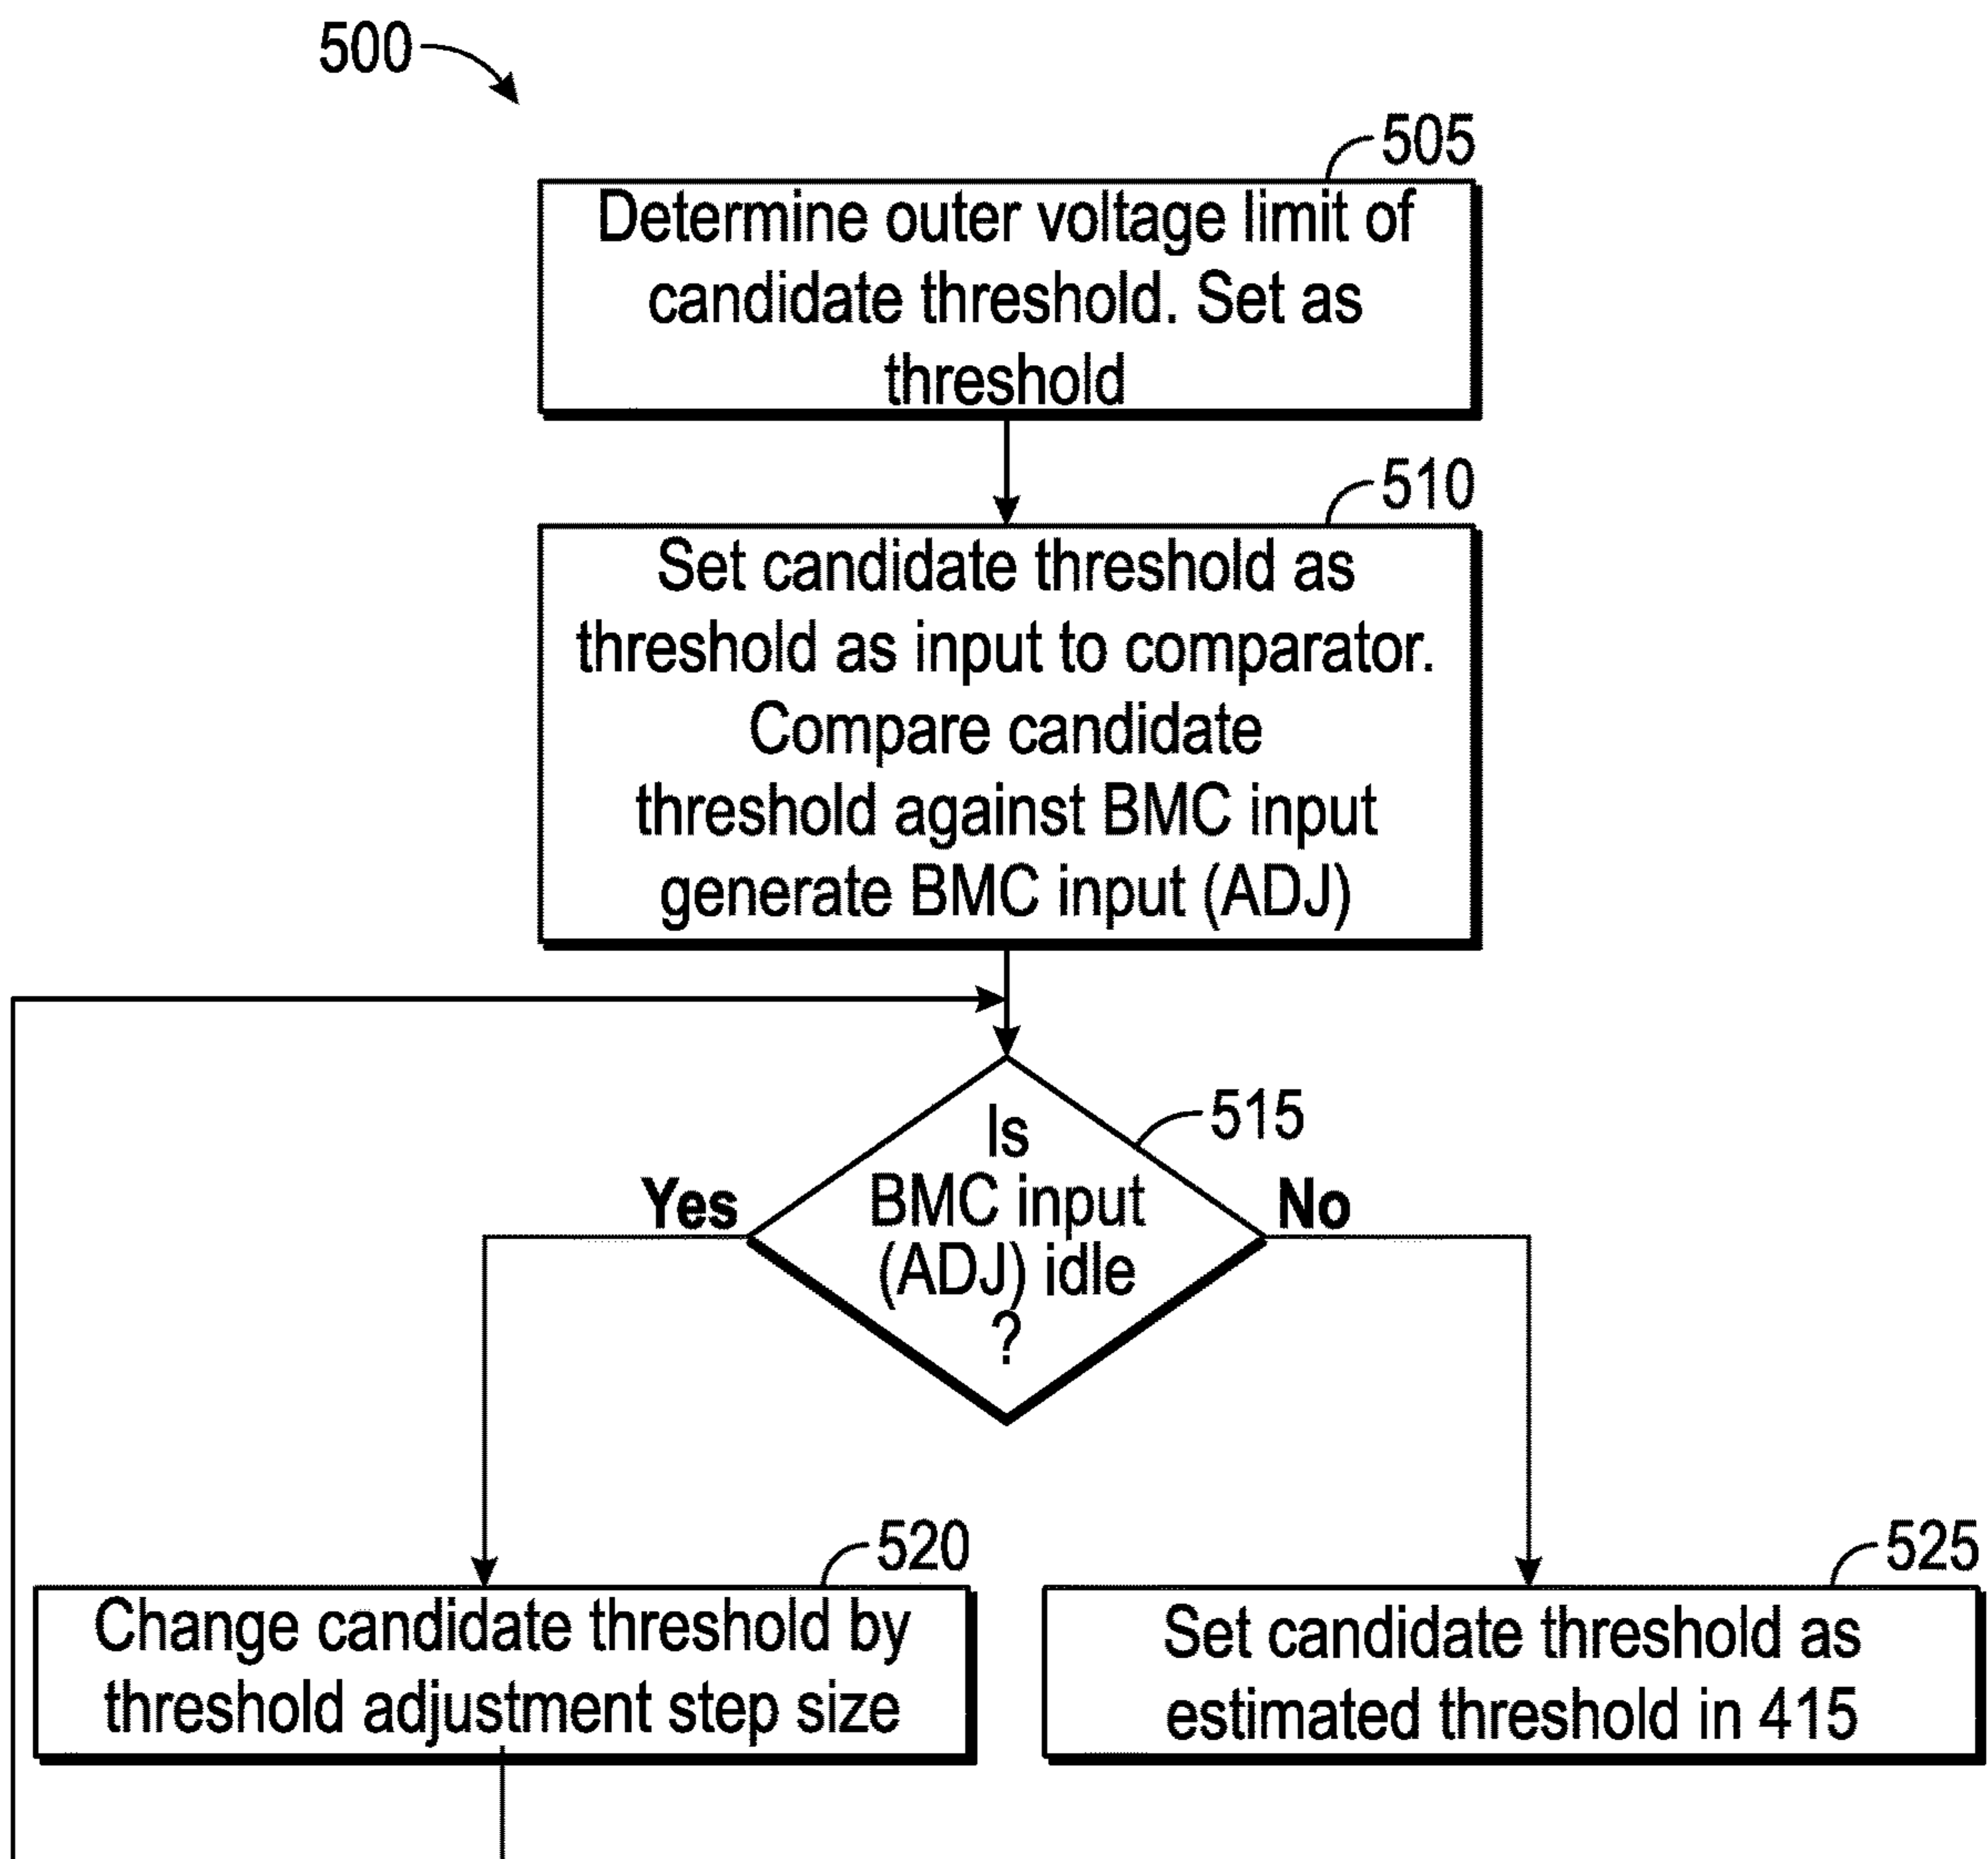 500
505
Determine outer voltage limit of
candidate threshold. Set as
threshold
510
Set candidate threshold as
threshold as input to comparator.
Compare candidate
threshold against BMC input
generate BMC input (ADJ)
515
Is
BMC input
(ADJ) idle
?
Yes
No
520
Change candidate threshold by
threshold adjustment step size
525
Set candidate threshold as
estimated threshold in 415